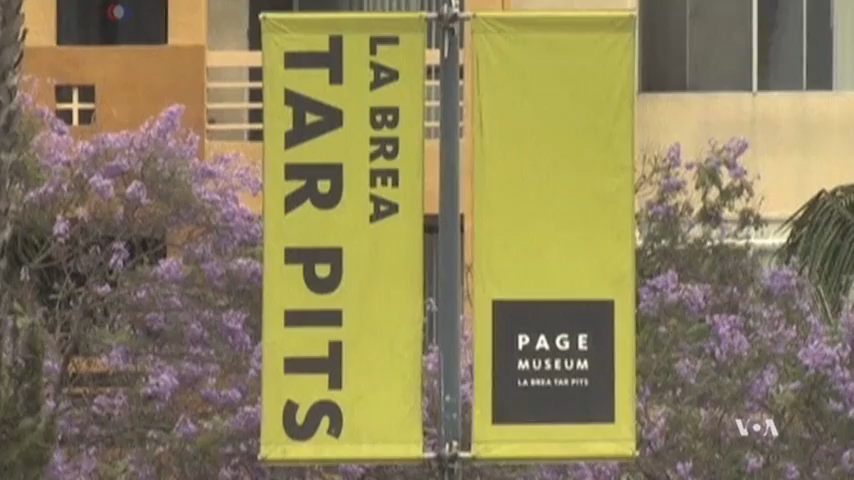 LA BREA
TAR PITS
PAGE
MUSEUM
LA BREA TAR PITS
VOA